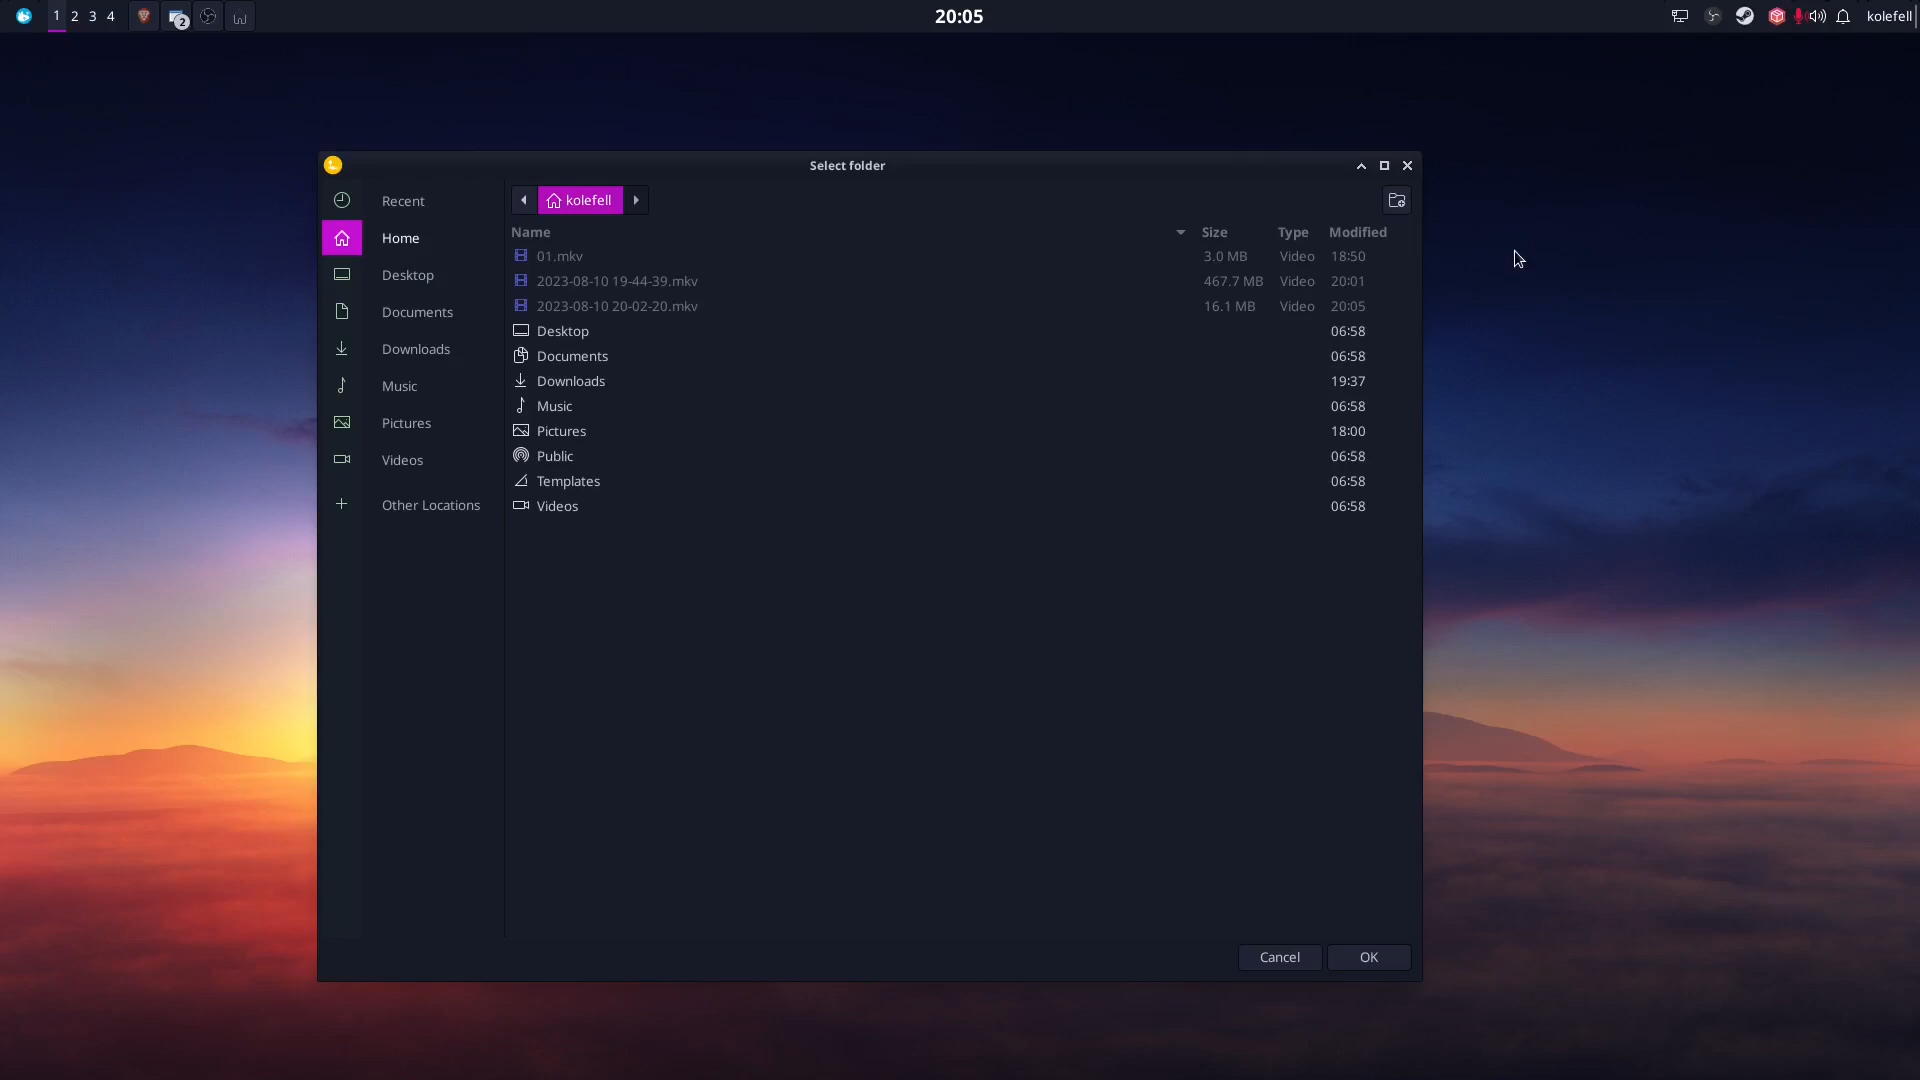 1 2 3 4 2 20:05 kolefell
Select folder
Recent
Home
Desktop
Documents
Downloads
Music
Pictures
Videos
Other Locations
kolefell
Name Size Type Modified
01.mkv 3.0 MB Video 18:50
2023-08-10 19-44-39.mkv 467.7 MB Video 20:01
2023-08-10 20-02-20.mkv 16.1 MB Video 20:05
Desktop 06:58
Documents 06:58
Downloads 19:37
Music 06:58
Pictures 18:00
Public 06:58
Templates 06:58
Videos 06:58
Cancel OK